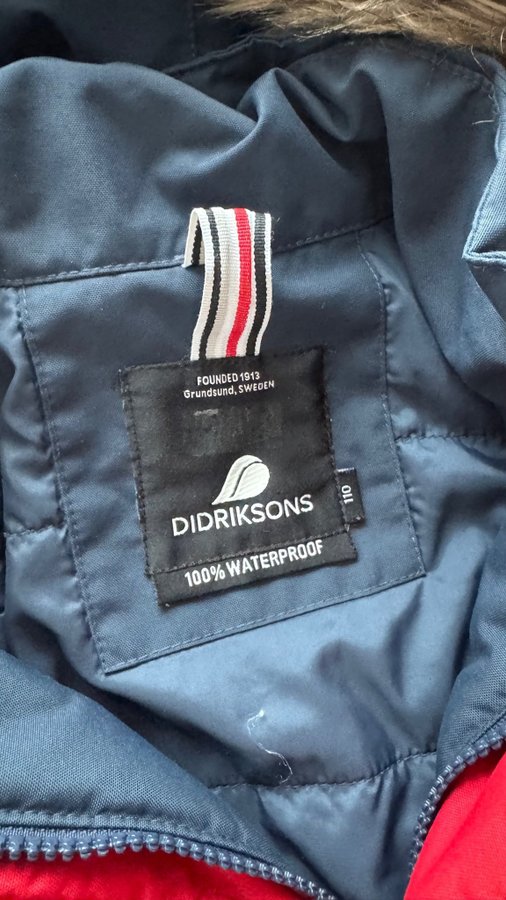 FOUNDED 1913
Grundsund, SWEDEN
DIDRIKSONS
110
100% WATERPROOF